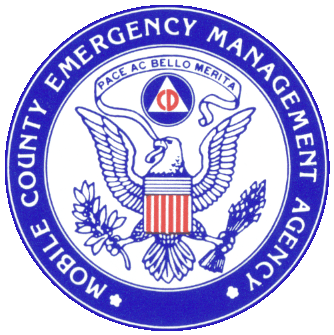 MOBILE COUNTY EMERGENCY MANAGEMENT AGENCY
PACE AC BELLO MERITA
CD